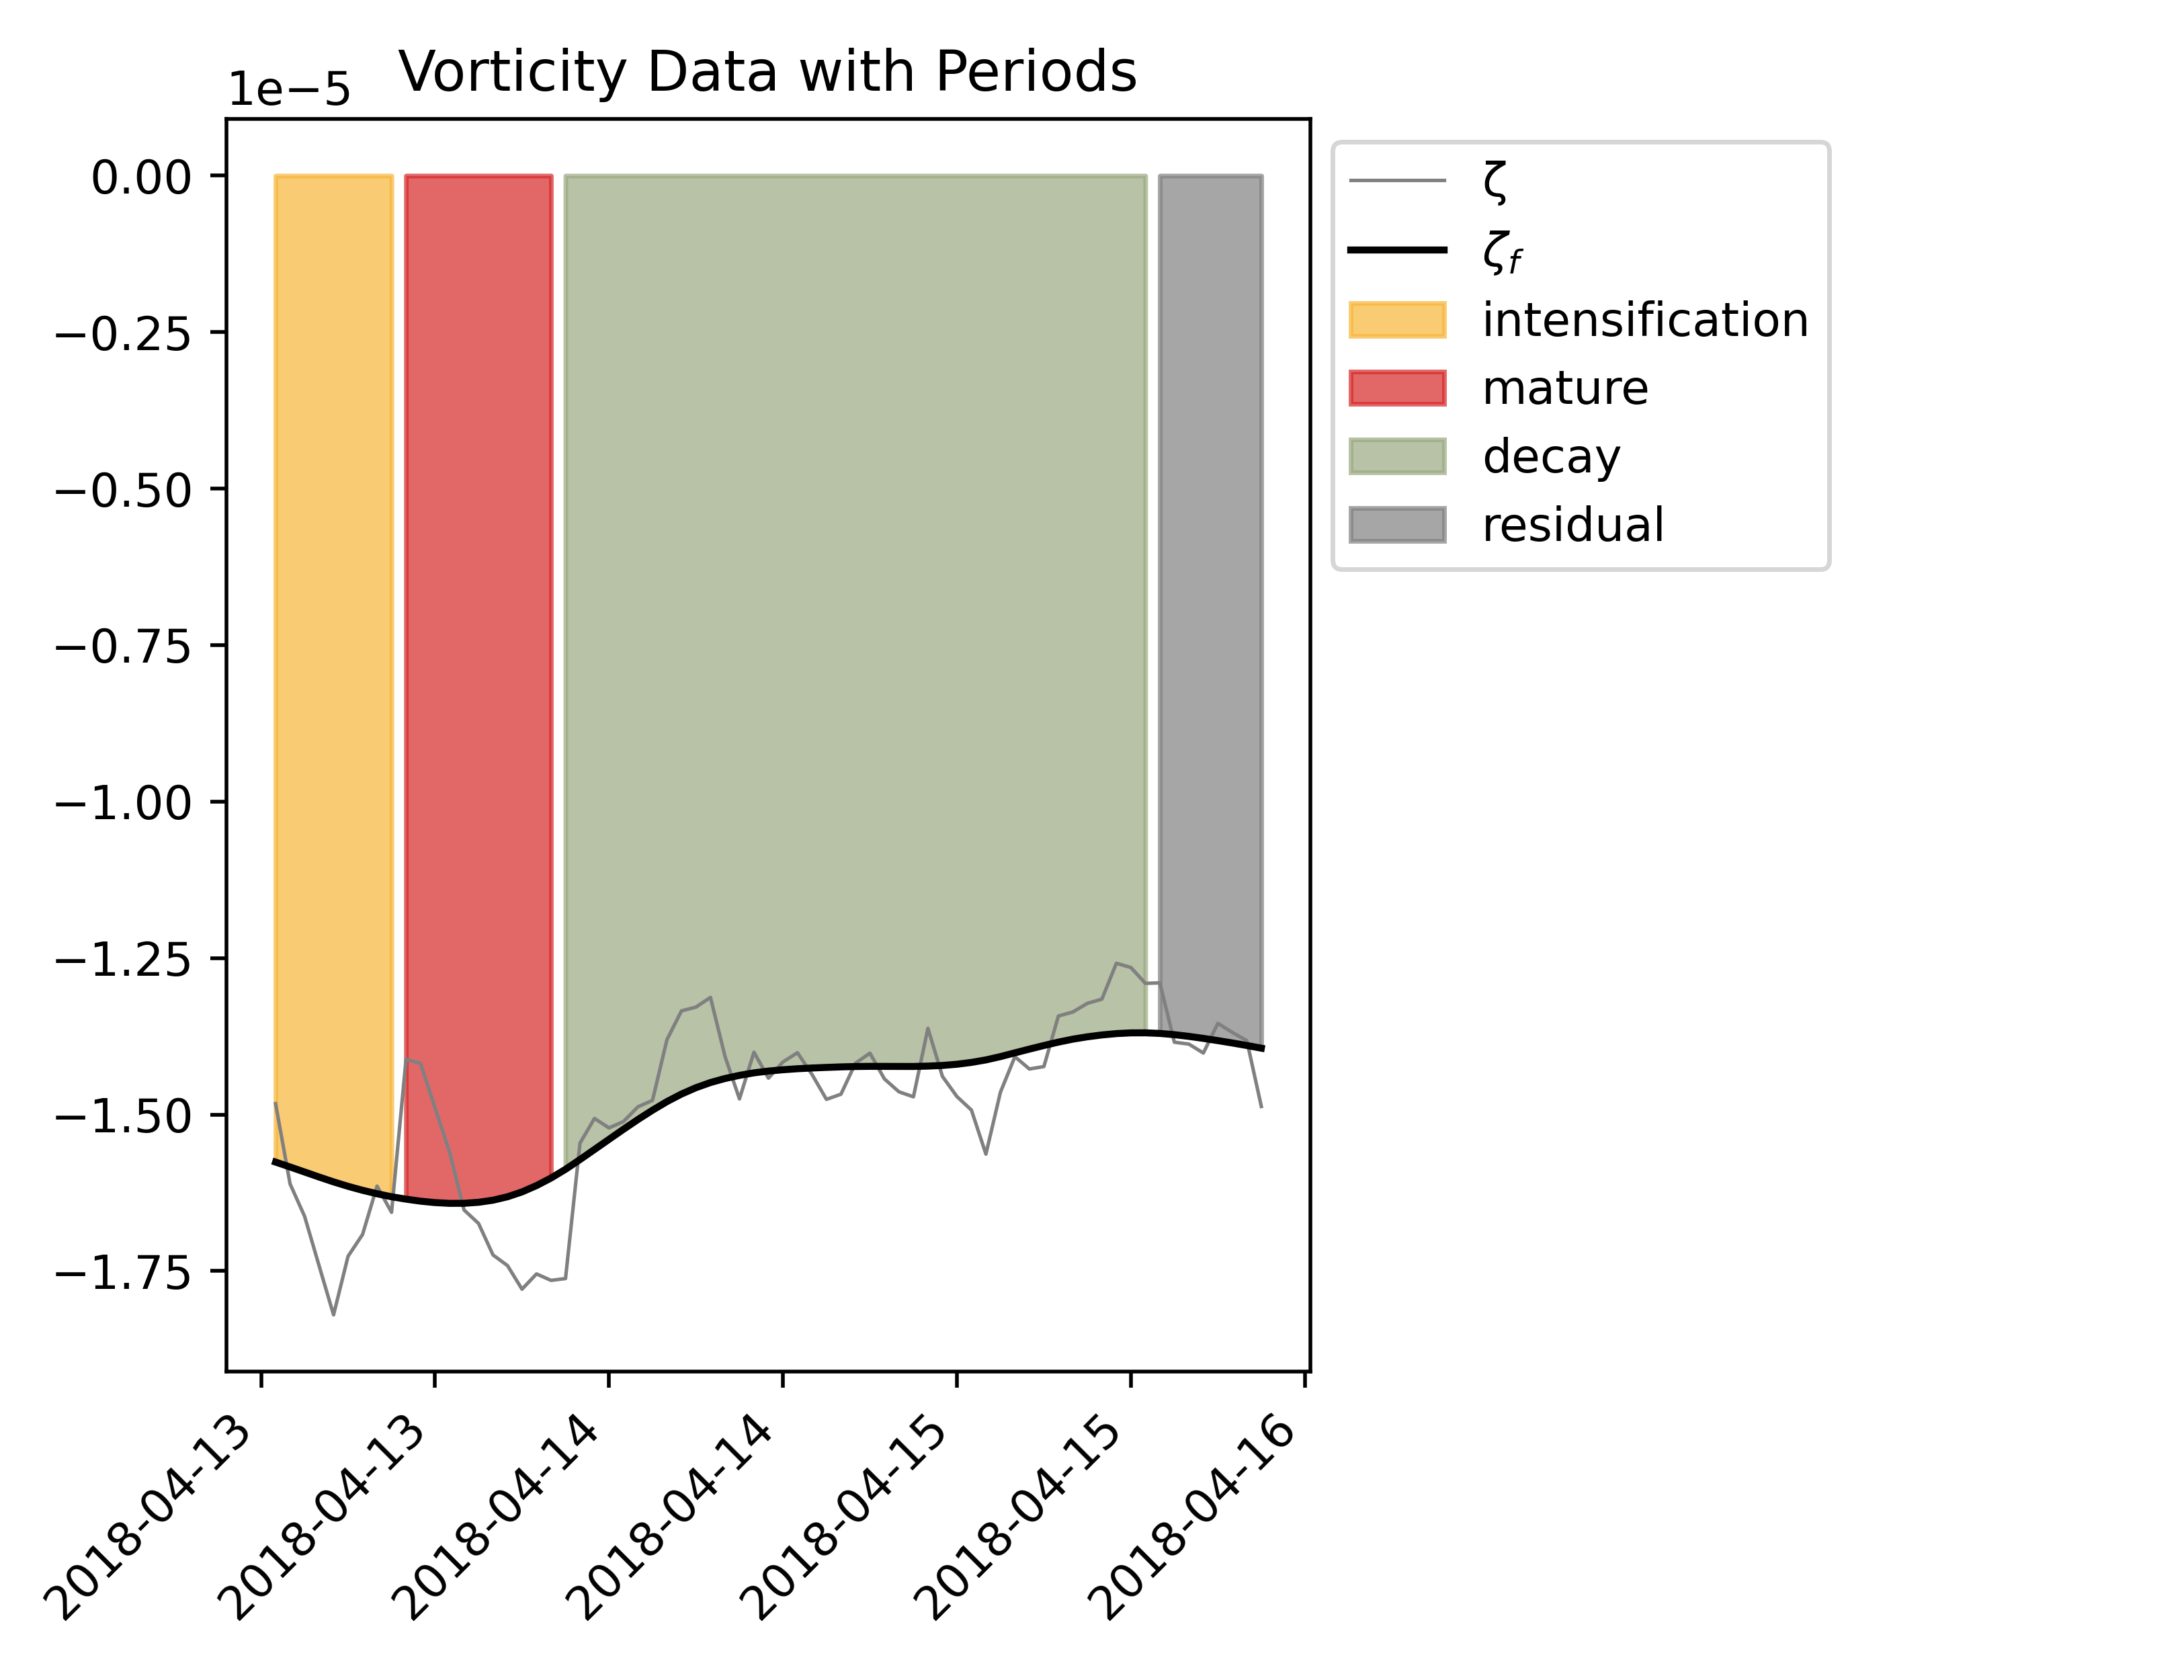 Vorticity Data with Periods
1e−5
0.00
−0.25
−0.50
−0.75
−1.00
−1.25
−1.50
−1.75
2018-04-13
2018-04-13
2018-04-14
2018-04-14
2018-04-15
2018-04-15
2018-04-16
ζ
ζf
intensification
mature
decay
residual